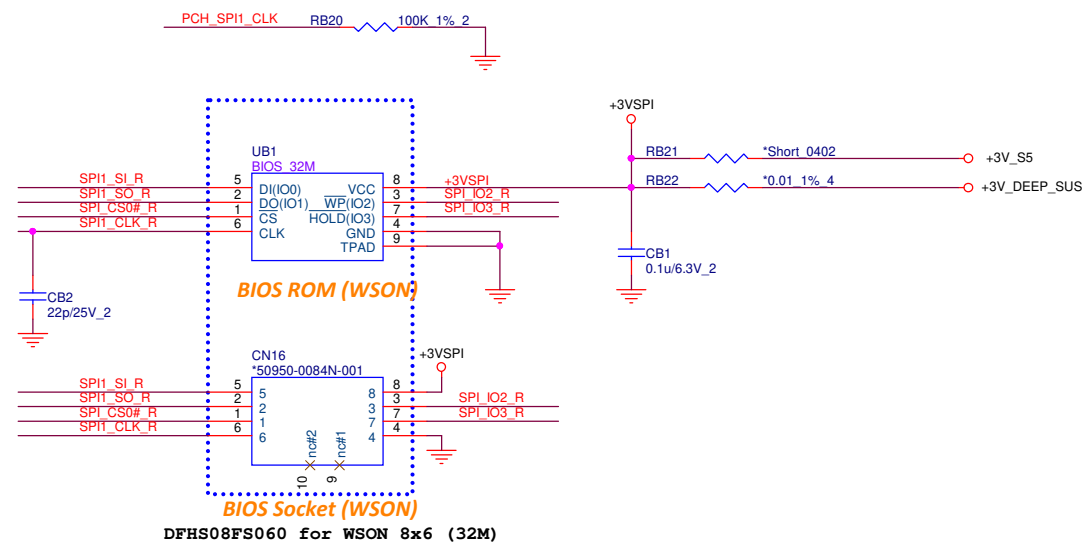 PCH_SPI1_CLK RB20 100K_1%_2
+3VSPI
UB1
BIOS_32M
RB21 *Short_0402 +3V_S5
RB22 *0.01_1%_4 +3V_DEEP_SUS
SPI1_SI_R 5 DI(IO0) VCC 8 +3VSPI
SPI1_SO_R 2 DO(IO1) WP(IO2) 3 SPI_IO2_R
SPI_CS0#_R 1 CS HOLD(IO3) 7 SPI_IO3_R
SPI1_CLK_R 6 CLK GND 4
TPAD 9
CB1
0.1u/6.3V_2
BIOS ROM (WSON)
CB2
22p/25V_2
CN16
*50950-0084N-001
+3VSPI
SPI1_SI_R 5 5 8 8
SPI1_SO_R 2 2 3 3 SPI_IO2_R
SPI_CS0#_R 1 1 7 7 SPI_IO3_R
SPI1_CLK_R 6 6 4 4
nc#2 nc#1
10 9
BIOS Socket (WSON)
DFHS08FS060 for WSON 8x6 (32M)